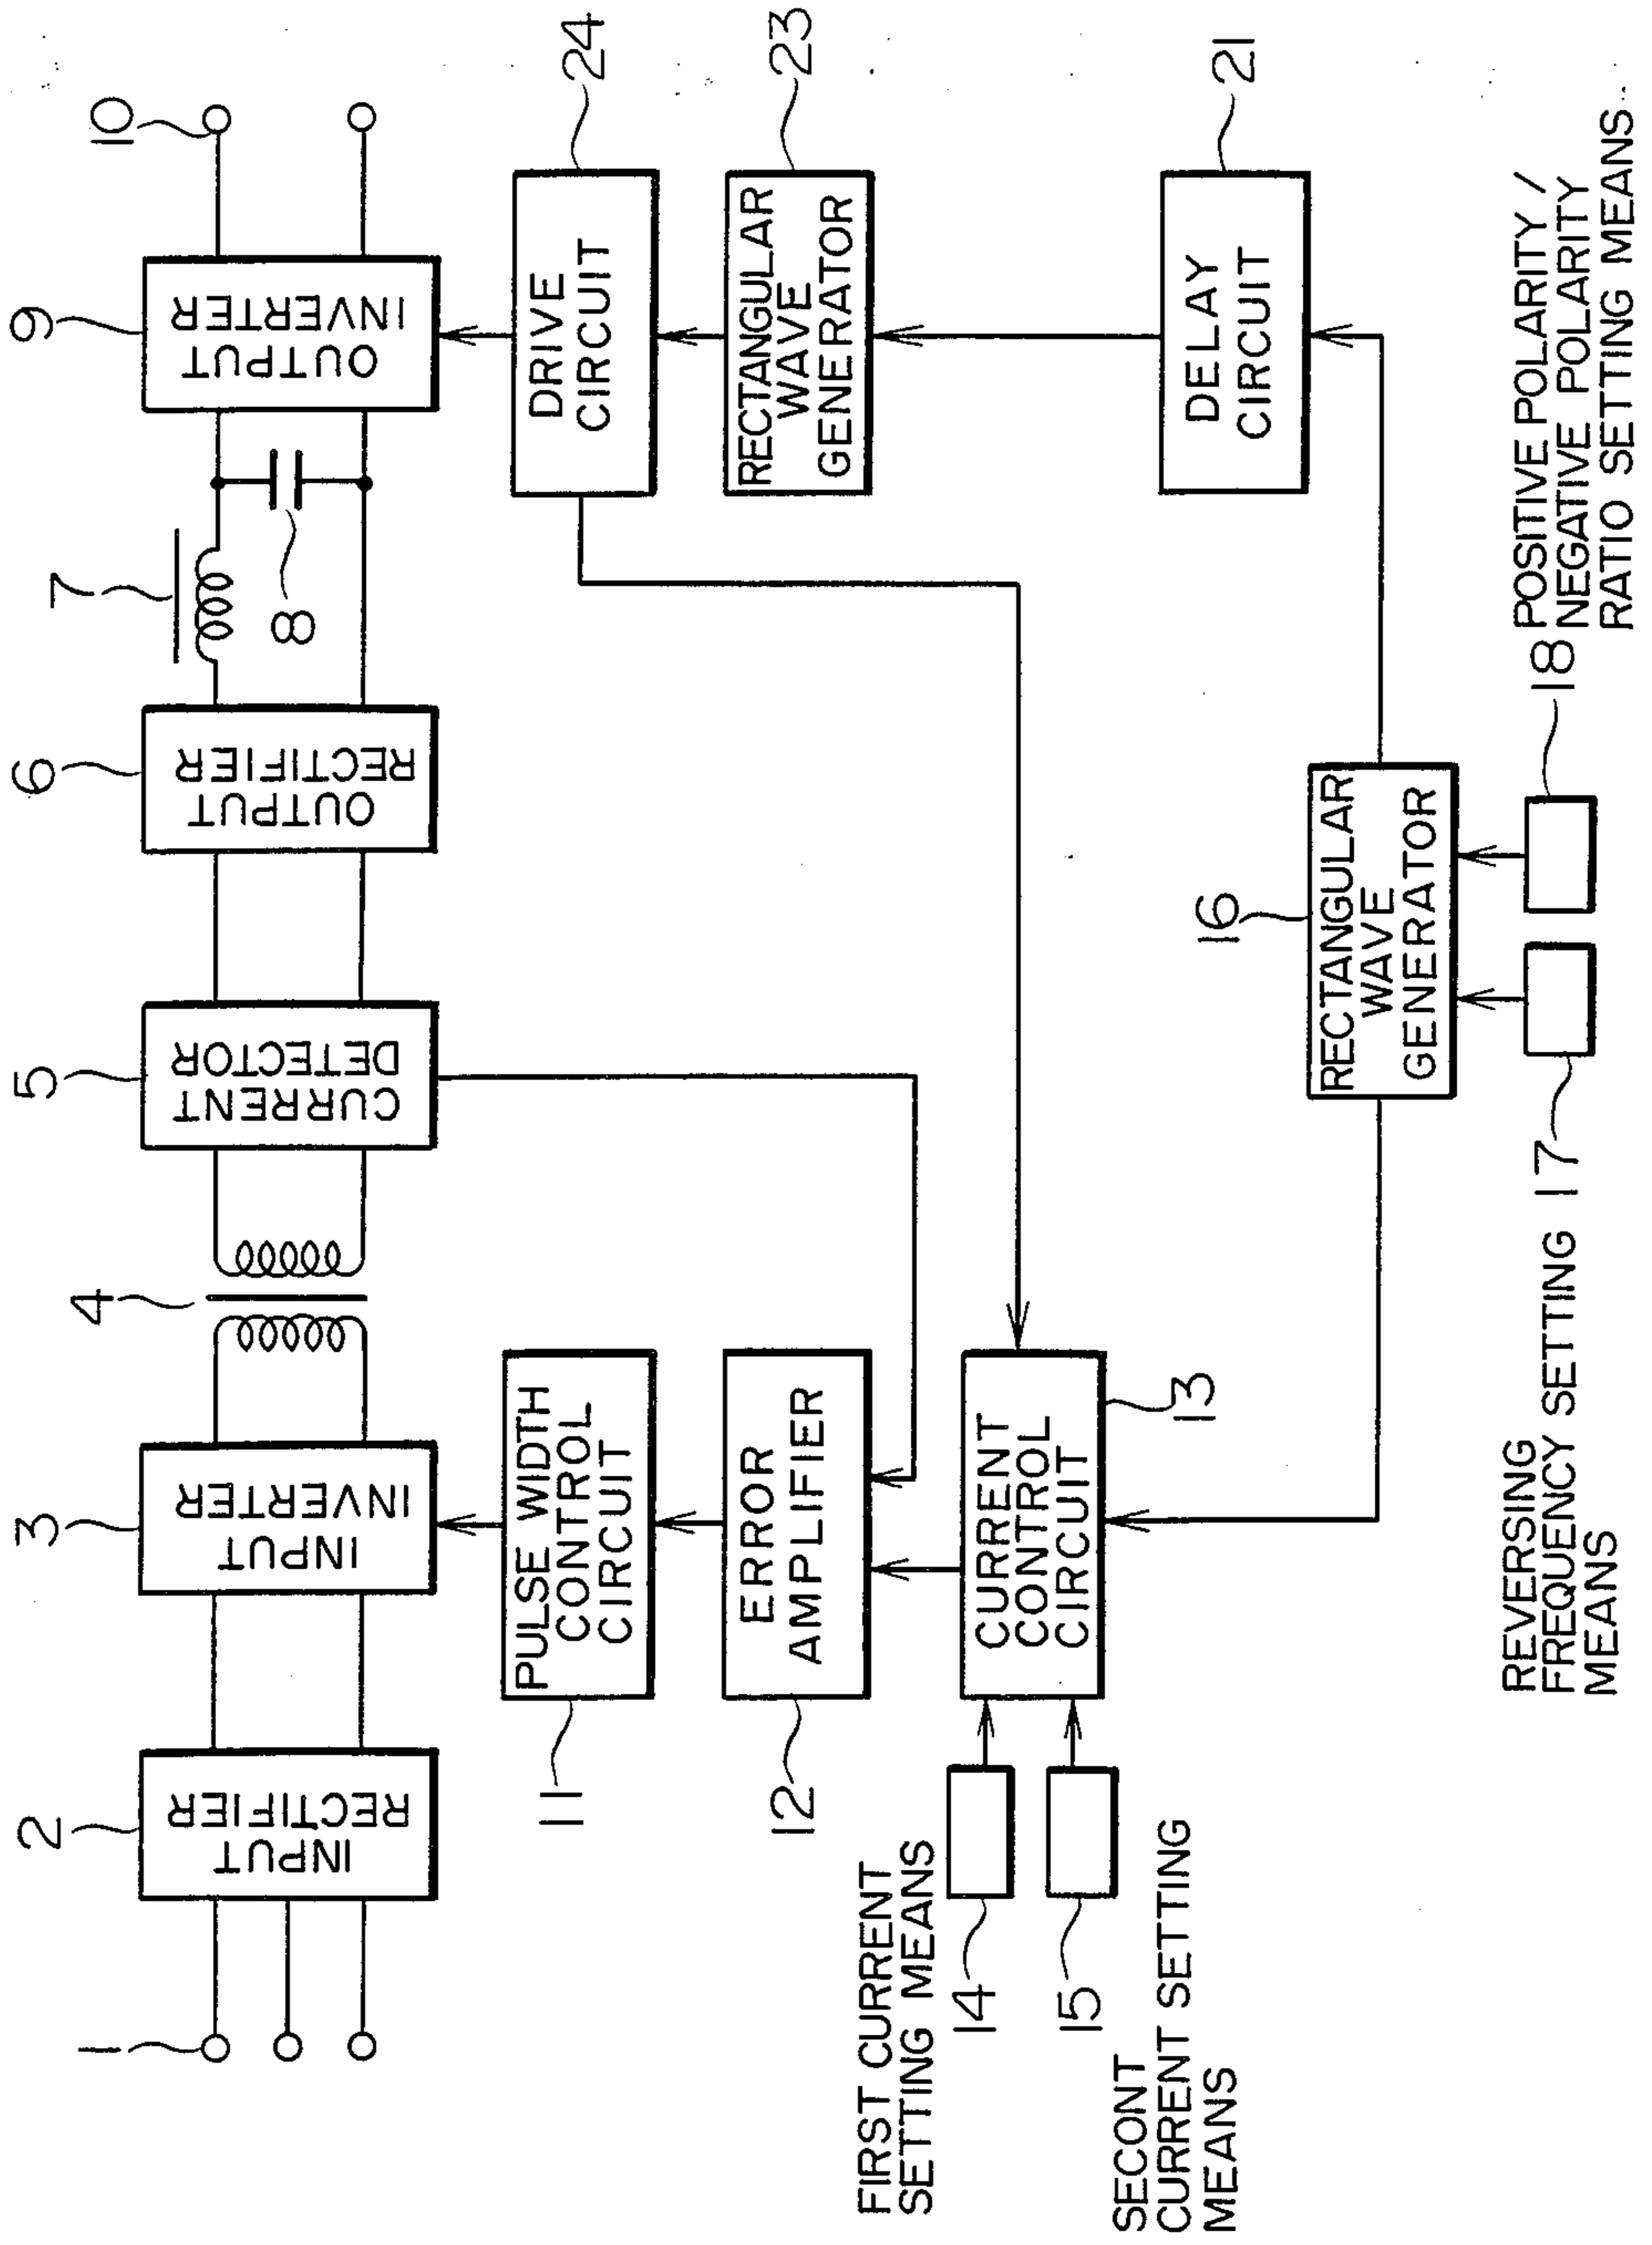 1
2
INPUT
RECTIFIER
3
INPUT
INVERTER
4
5
CURRENT
DETECTOR
6
OUTPUT
RECTIFIER
7
8
9
OUTPUT
INVERTER
10
11
PULSE WIDTH
CONTROL
CIRCUIT
12
ERROR
AMPLIFIER
13
CURRENT
CONTROL
CIRCUIT
FIRST CURRENT
SETTING MEANS
14
15
SECONT
CURRENT SETTING
MEANS
24
DRIVE
CIRCUIT
23
RECTANGULAR
WAVE
GENERATOR
21
DELAY
CIRCUIT
16
RECTANGULAR
WAVE
GENERATOR
REVERSING
FREQUENCY SETTING
MEANS
17
18
POSITIVE POLARITY /
NEGATIVE POLARITY
RATIO SETTING MEANS